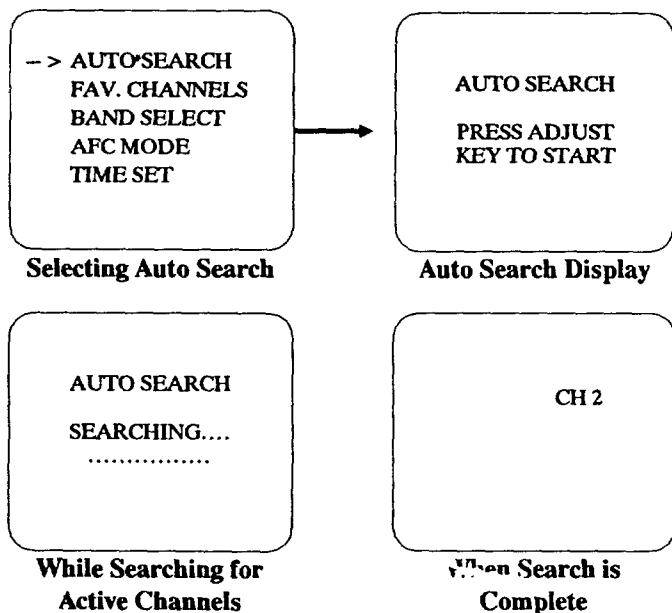 -> AUTO SEARCH
FAV. CHANNELS
BAND SELECT
AFC MODE
TIME SET
Selecting Auto Search
AUTO SEARCH
PRESS ADJUST
KEY TO START
Auto Search Display
AUTO SEARCH
SEARCHING....
................
While Searching for
Active Channels
CH 2
When Search is
Complete